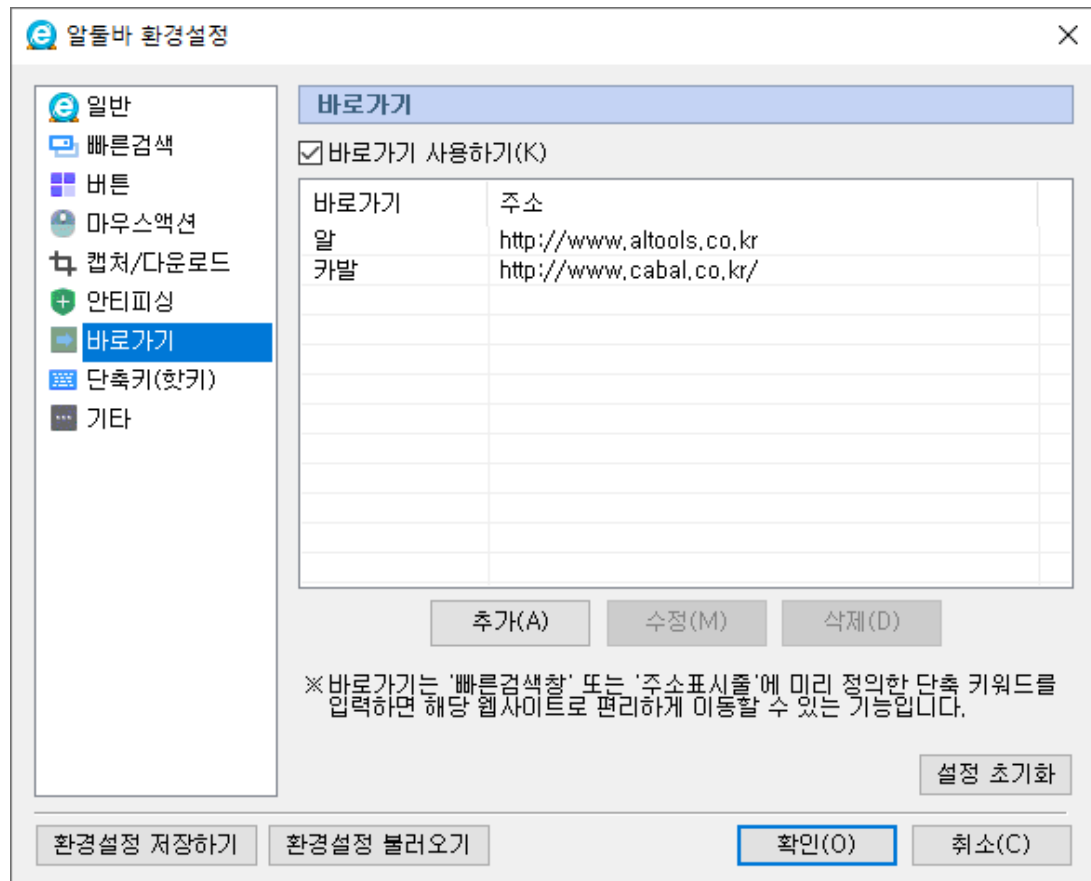 알툴바 환경설정
일반
빠른검색
버튼
마우스액션
캡처/다운로드
안티피싱
바로가기
단축키(핫키)
기타
바로가기
바로가기 사용하기(K)
바로가기 주소
알 http://www.altools.co.kr
카발 http://www.cabal.co.kr/
추가(A) 수정(M) 삭제(D)
※ 바로가기는 '빠른검색창' 또는 '주소표시줄'에 미리 정의한 단축 키워드를
입력하면 해당 웹사이트로 편리하게 이동할 수 있는 기능입니다.
설정 초기화
환경설정 저장하기 환경설정 불러오기 확인(O) 취소(C)